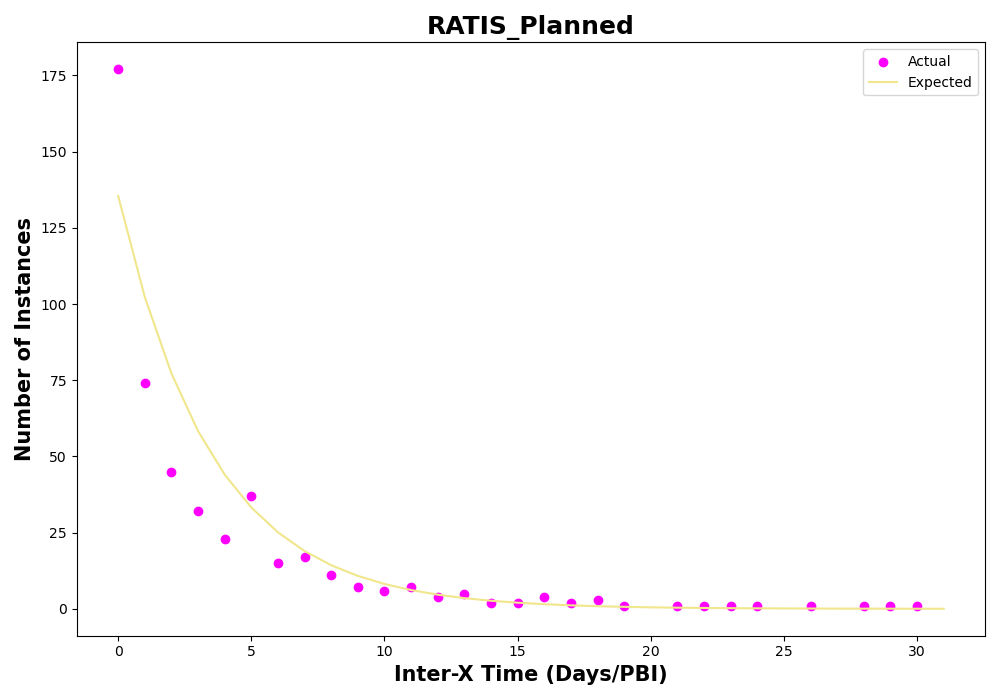 RATIS_Planned
Actual
Expected
Number of Instances
175
150
125
100
75
50
25
0
0 5 10 15 20 25 30
Inter-X Time (Days/PBI)